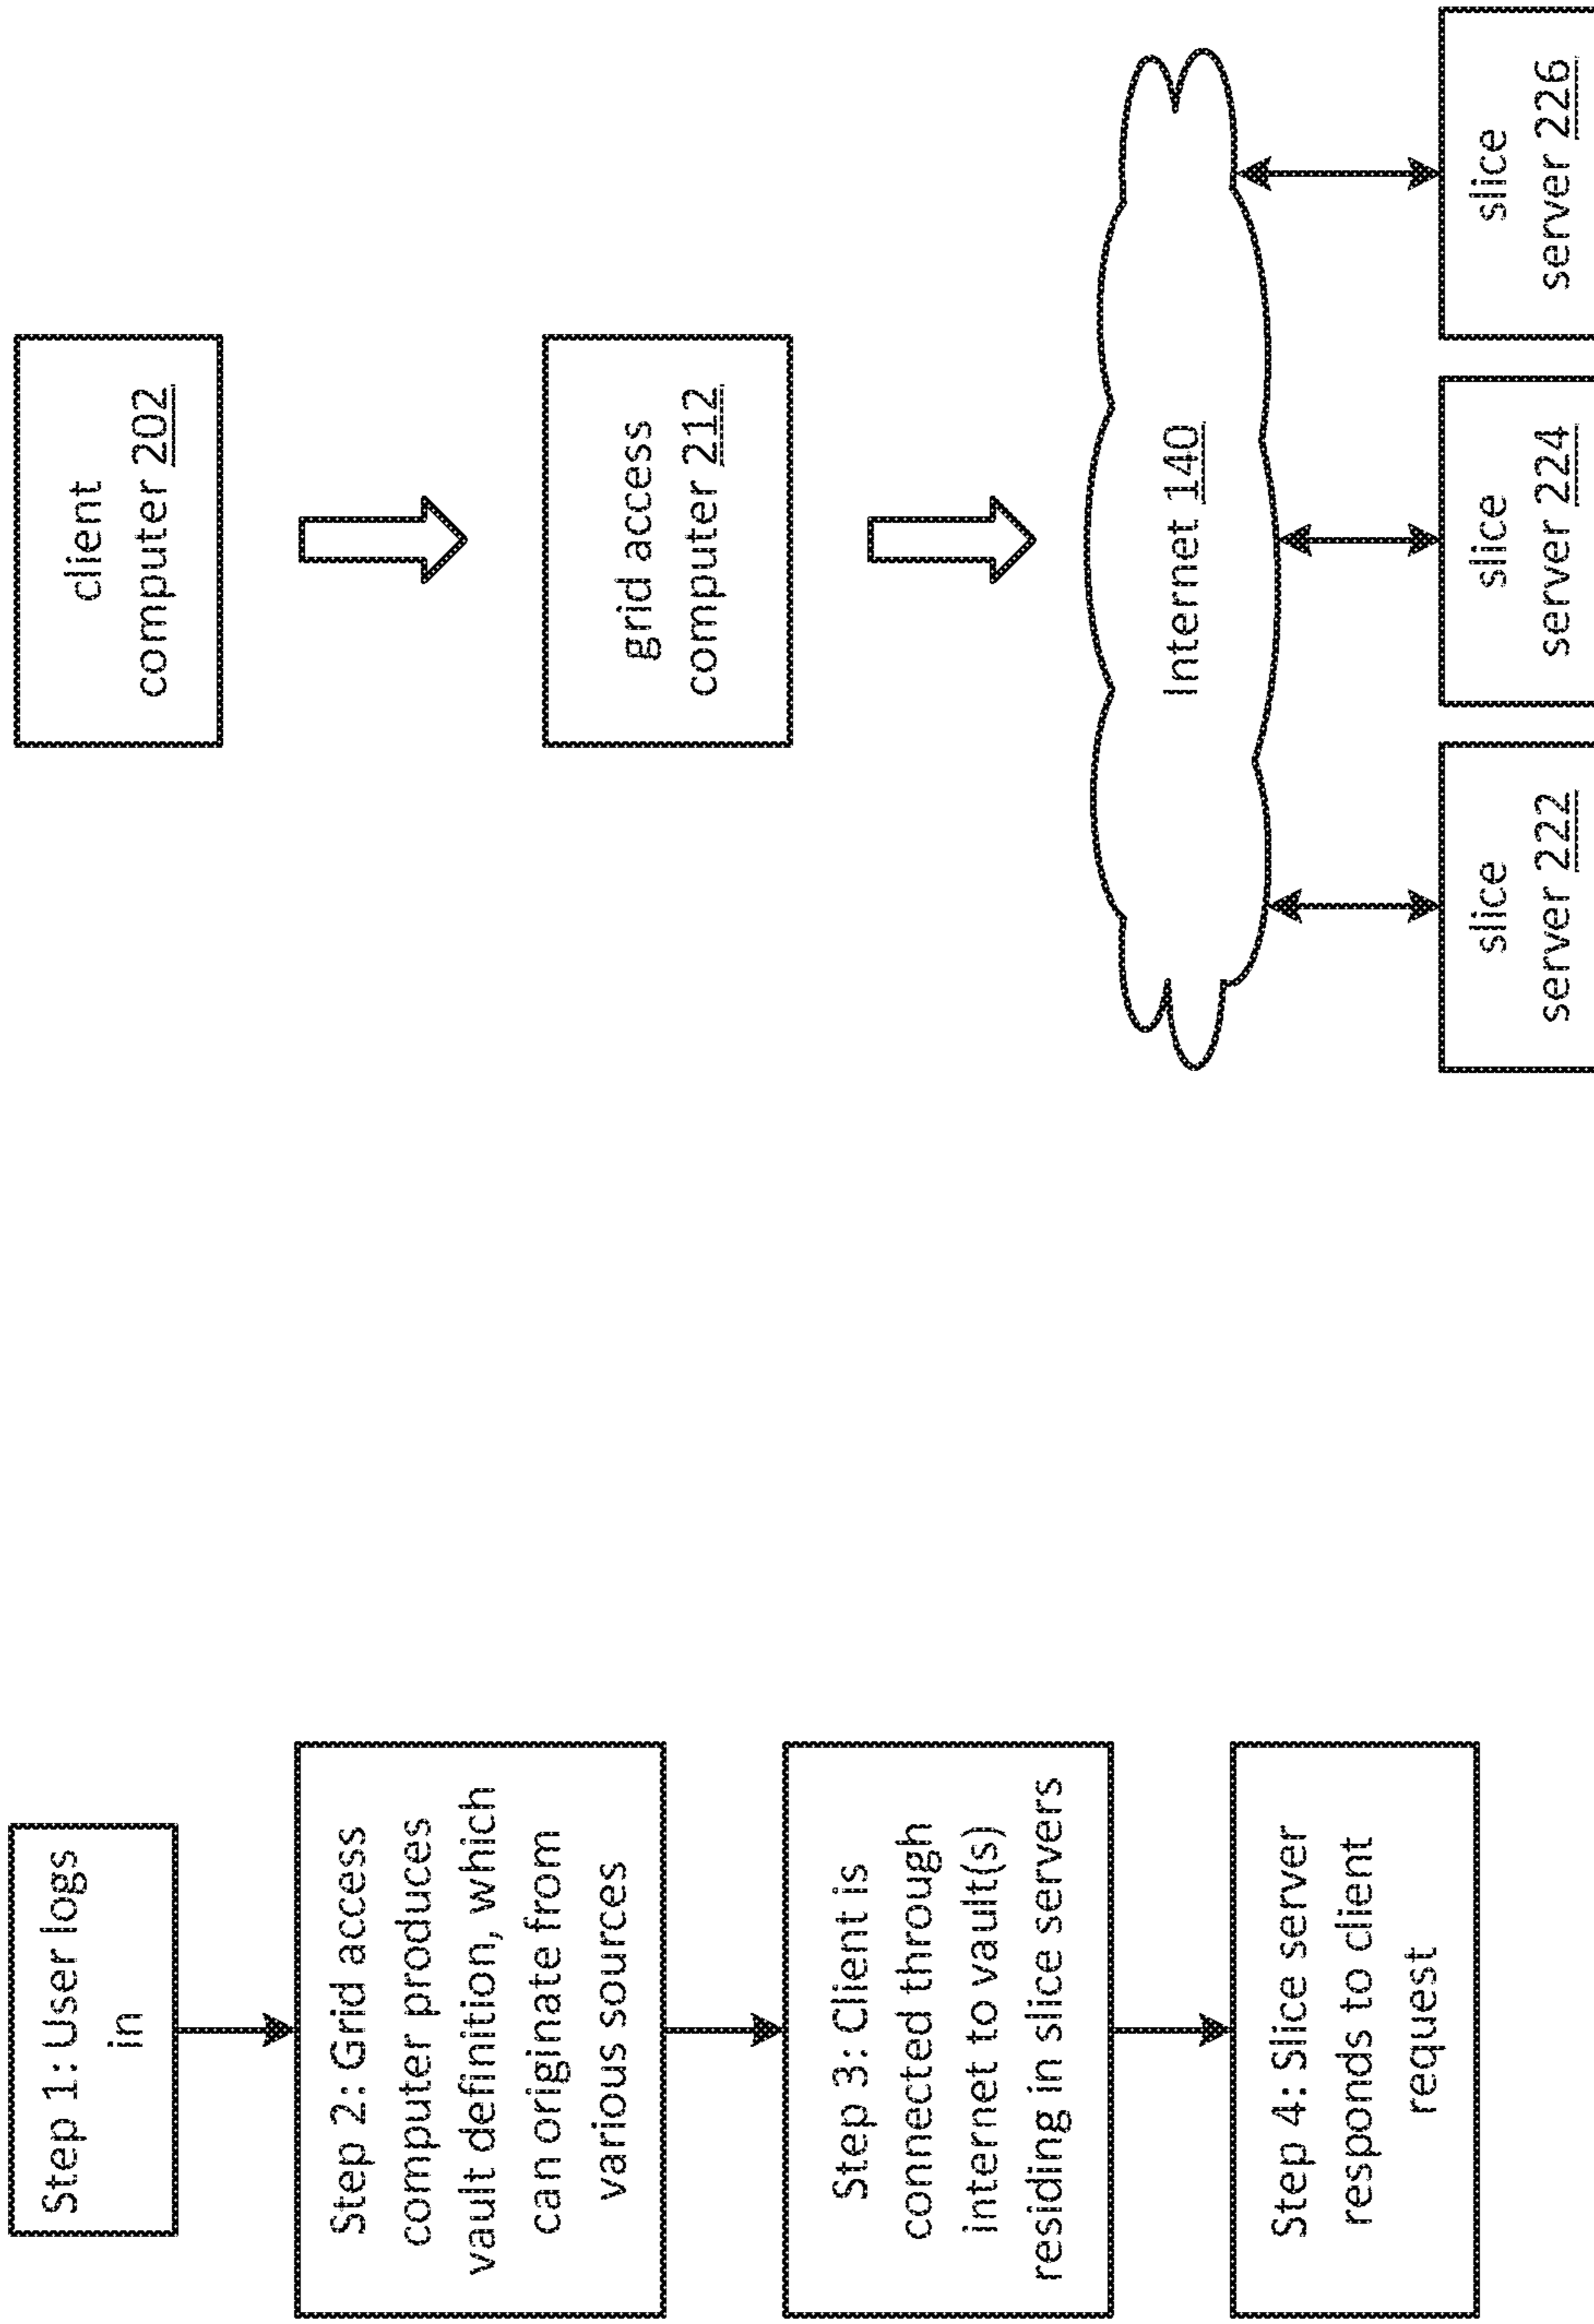 Step 1: User logs
in
Step 2: Grid access
computer produces
vault definition, which
can originate from
various sources
Step 3: Client is
connected through
internet to vault(s)
residing in slice servers
Step 4: Slice server
responds to client
request
client
computer 202
grid access
computer 212
Internet 140
slice
server 222
slice
server 224
slice
server 226